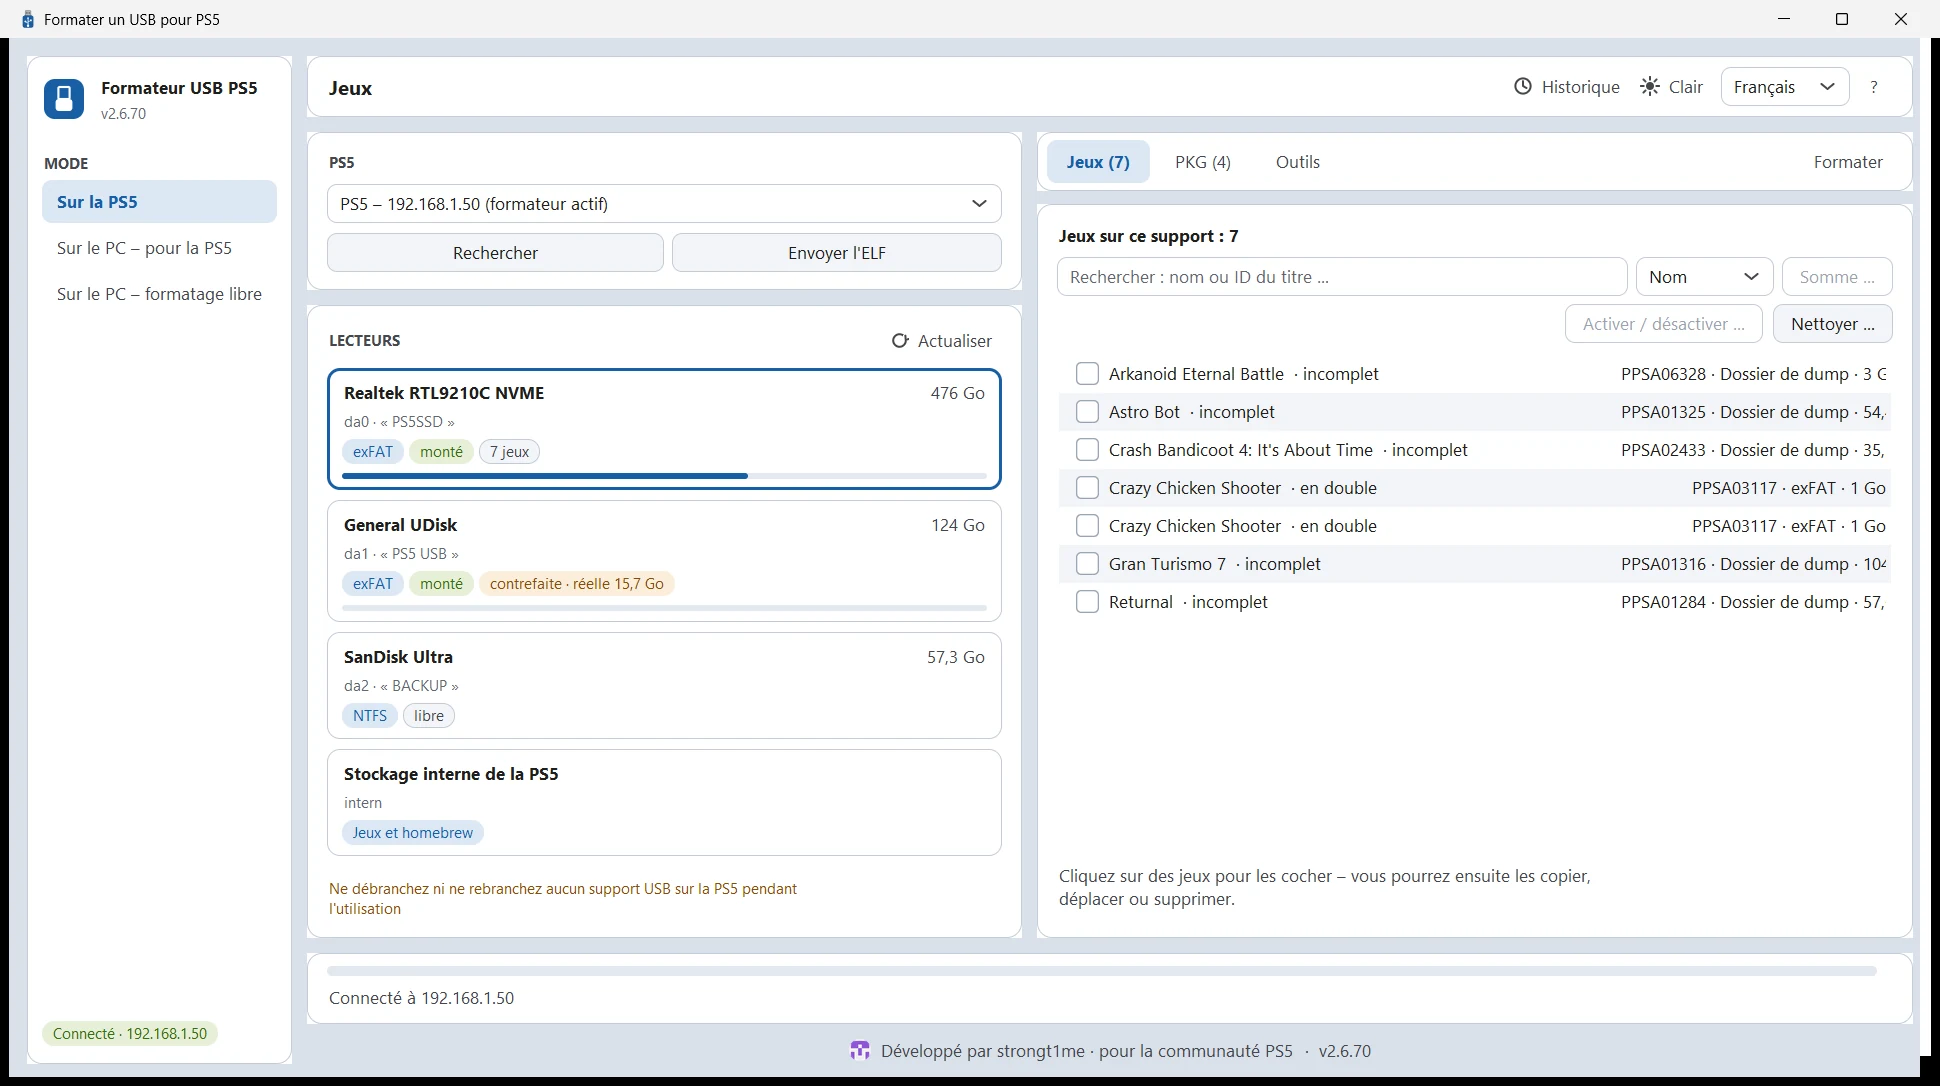 Formater un USB pour PS5
Formateur USB PS5
v2.6.70
MODE
Sur la PS5
Sur le PC – pour la PS5
Sur le PC – formatage libre
Connecté · 192.168.1.50
Jeux
Historique
Clair
Français
?
PS5
PS5 – 192.168.1.50 (formateur actif)
Rechercher
Envoyer l'ELF
LECTEURS
Actualiser
Realtek RTL9210C NVME
476 Go
da0 · « PS5SSD »
exFAT
monté
7 jeux
General UDisk
124 Go
da1 · « PS5 USB »
exFAT
monté
contrefaite · réelle 15,7 Go
SanDisk Ultra
57,3 Go
da2 · « BACKUP »
NTFS
libre
Stockage interne de la PS5
intern
Jeux et homebrew
Ne débranchez ni ne rebranchez aucun support USB sur la PS5 pendant
l'utilisation
Jeux (7)
PKG (4)
Outils
Formater
Jeux sur ce support : 7
Rechercher : nom ou ID du titre ...
Nom
Somme ...
Activer / désactiver ...
Nettoyer ...
Arkanoid Eternal Battle · incomplet PPSA06328 · Dossier de dump · 3 G
Astro Bot · incomplet PPSA01325 · Dossier de dump · 54,
Crash Bandicoot 4: It's About Time · incomplet PPSA02433 · Dossier de dump · 35,
Crazy Chicken Shooter · en double PPSA03117 · exFAT · 1 Go
Crazy Chicken Shooter · en double PPSA03117 · exFAT · 1 Go
Gran Turismo 7 · incomplet PPSA01316 · Dossier de dump · 104
Returnal · incomplet PPSA01284 · Dossier de dump · 57,
Cliquez sur des jeux pour les cocher – vous pourrez ensuite les copier,
déplacer ou supprimer.
Connecté à 192.168.1.50
Développé par strongt1me · pour la communauté PS5 · v2.6.70